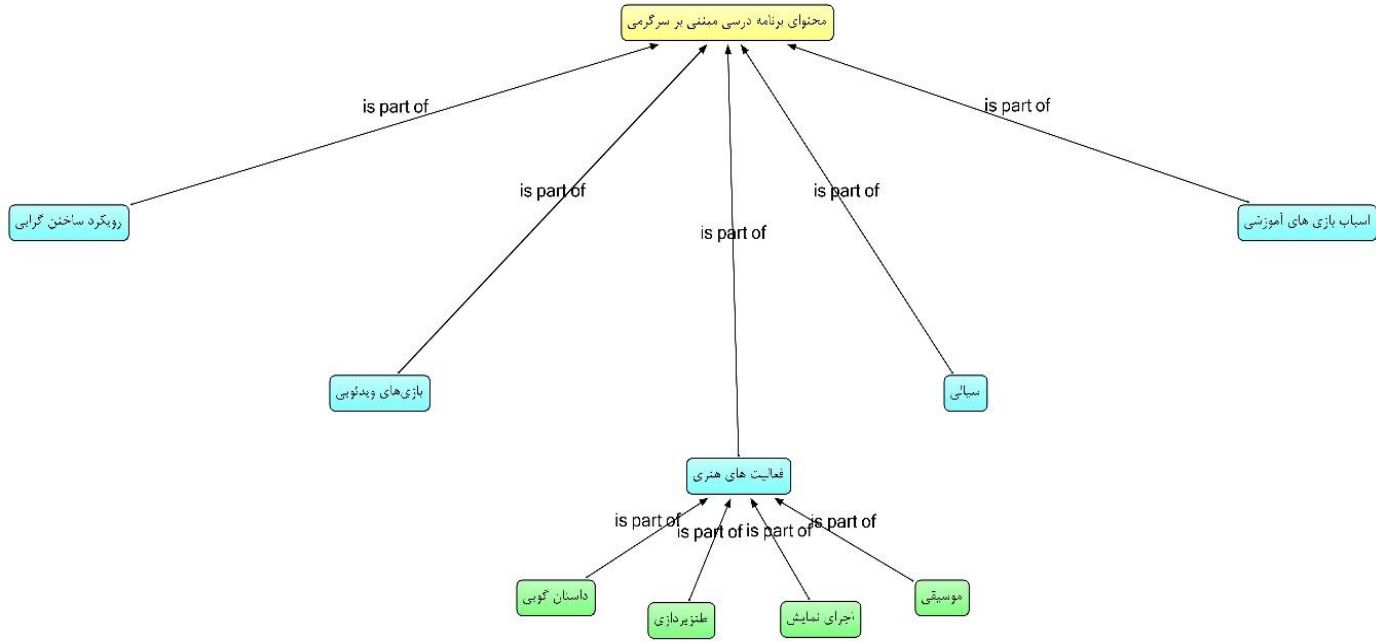 محتوای برنامه درسی مبتنی بر سرگرمی
is part of
is part of
is part of
is part of
is part of
رویکرد ساختن گرایی
اسباب بازی های آموزشی
بازی‌های ویدئویی
سیالی
فعالیت های هنری
is part of
is part of
is part of
is part of
داستان گویی
طنزپردازی
اجرای نمایش
موسیقی